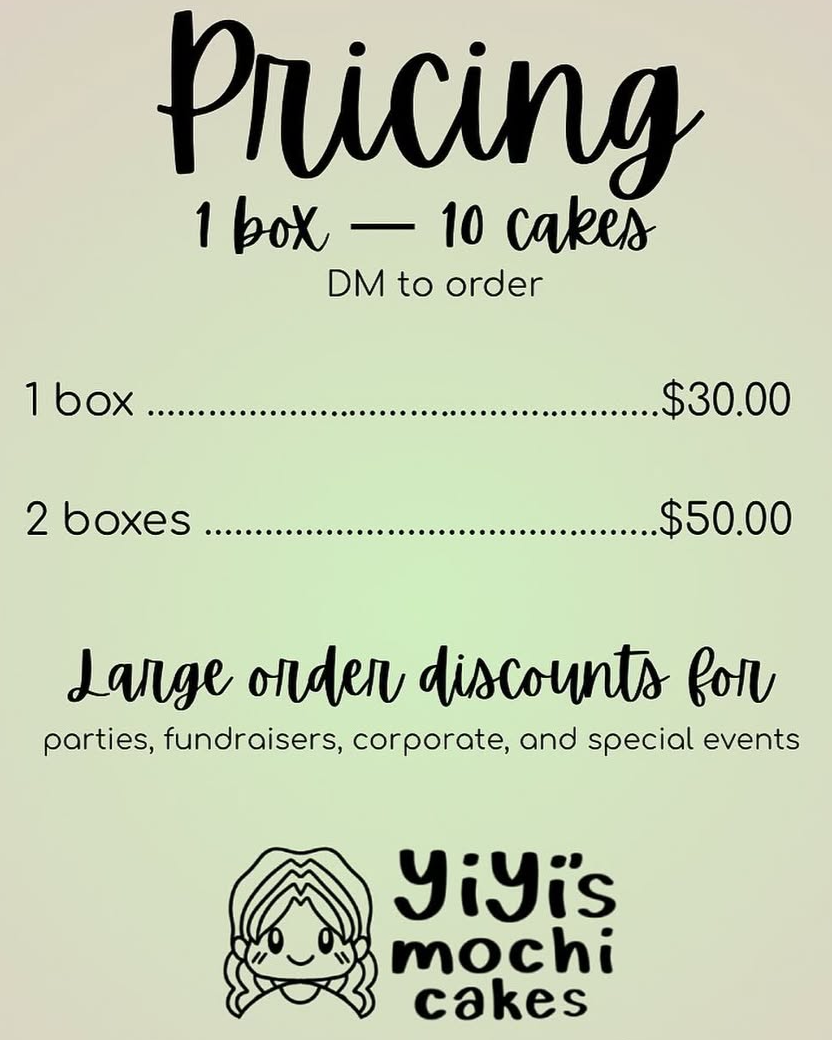 Pricing
1 box — 10 cakes
DM to order
1 box ..................................................$30.00
2 boxes ............................................$50.00
Large order discounts for
parties, fundraisers, corporate, and special events
YiYi's
mochi
cakes